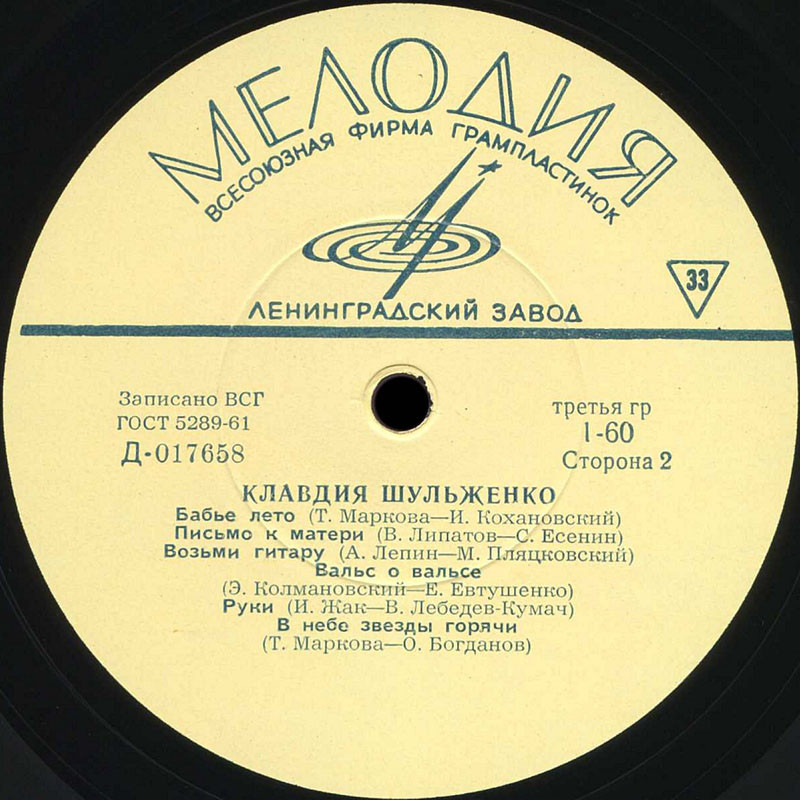 МЕЛОДИЯ
ВСЕСОЮЗНАЯ ФИРМА ГРАМПЛАСТИНОК
33
ЛЕНИНГРАДСКИЙ ЗАВОД
Записано ВСГ
ГОСТ 5289-61
Д-017658
третья гр
1-60
Сторона 2
КЛАВДИЯ ШУЛЬЖЕНКО
Бабье лето (Т. Маркова—И. Кохановский)
Письмо к матери (В. Липатов—С. Есенин)
Возьми гитару (А. Лепин—М. Пляцковский)
Вальс о вальсе
(Э. Колмановский—Е. Евтушенко)
Руки (И. Жак—В. Лебедев-Кумач)
В небе звезды горячи
(Т. Маркова—О. Богданов)